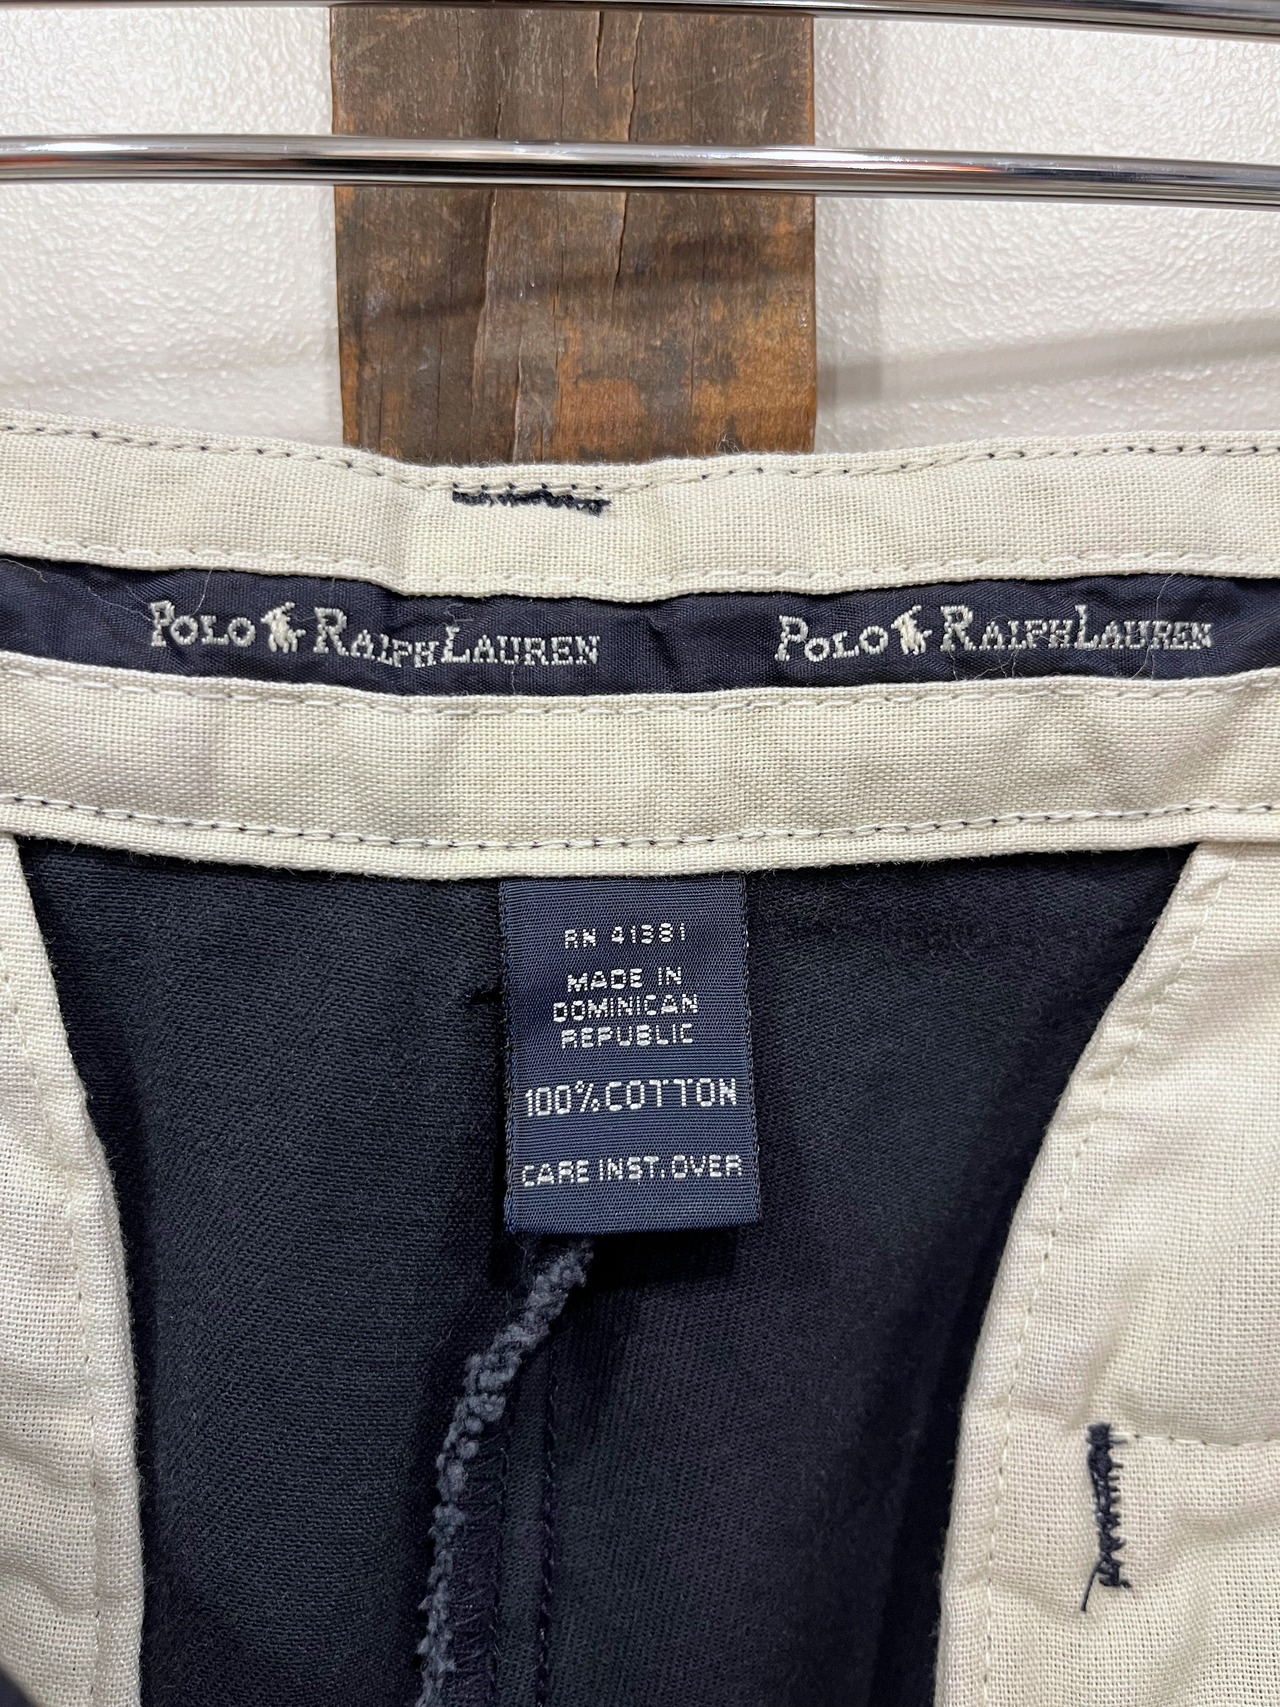 POLO RALPH LAUREN POLO RALPH LAUREN
RN 41381
MADE IN
DOMINICAN
REPUBLIC
100% COTTON
CARE INST. OVER